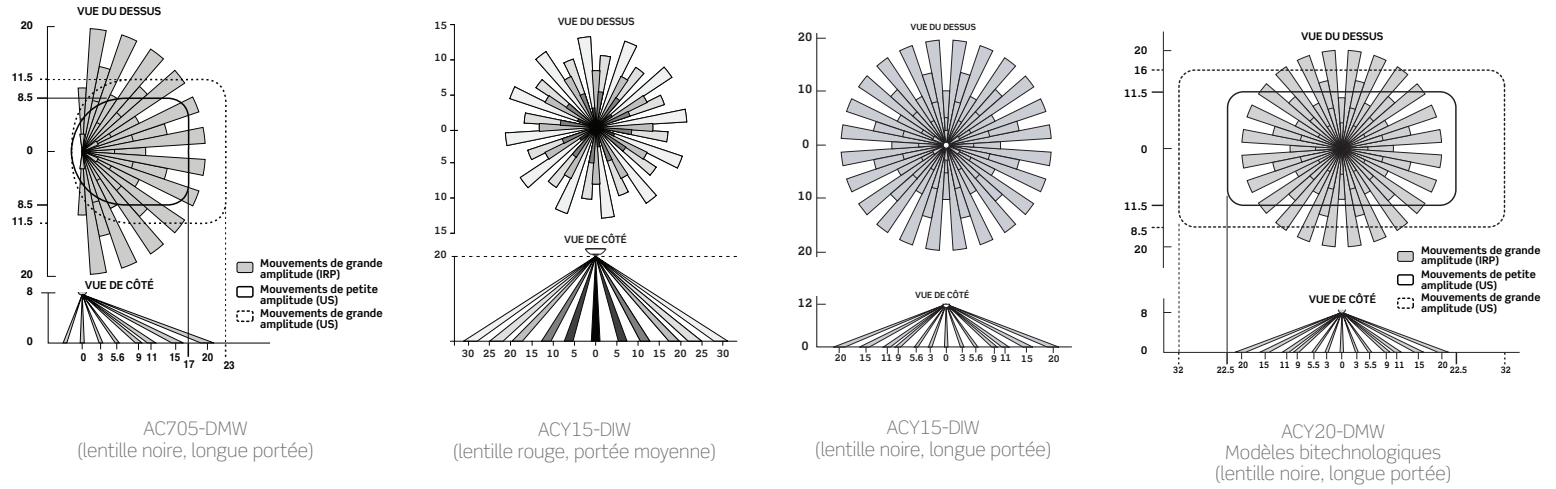 VUE DU DESSUS
20
11.5
8.5
0
8.5
11.5
20
VUE DE CÔTÉ
8
0
0 3 5.6 9 11 15 17 20 23
Mouvements de grande
amplitude (IRP)
Mouvements de petite
amplitude (US)
Mouvements de grande
amplitude (US)
AC705-DMW
(lentille noire, longue portée)
VUE DU DESSUS
15
10
5
0
5
10
15
VUE DE CÔTÉ
20
30 25 20 15 10 5 0 5 10 15 20 25 30
ACY15-DIW
(lentille rouge, portée moyenne)
VUE DU DESSUS
20
10
0
10
20
VUE DE CÔTÉ
12
0
20 15 11 9 5.6 3 0 3 5.6 9 11 15 20
ACY15-DIW
(lentille noire, longue portée)
VUE DU DESSUS
20
16
11.5
0
11.5
8.5
20
Mouvements de grande
amplitude (IRP)
Mouvements de petite
amplitude (US)
Mouvements de grande
amplitude (US)
VUE DE CÔTÉ
8
0
32 22.5 20 15 11 9 5.5 3 0 3 5.5 9 11 15 20 22.5 32
ACY20-DMW
Modèles bitechnologiques
(lentille noire, longue portée)